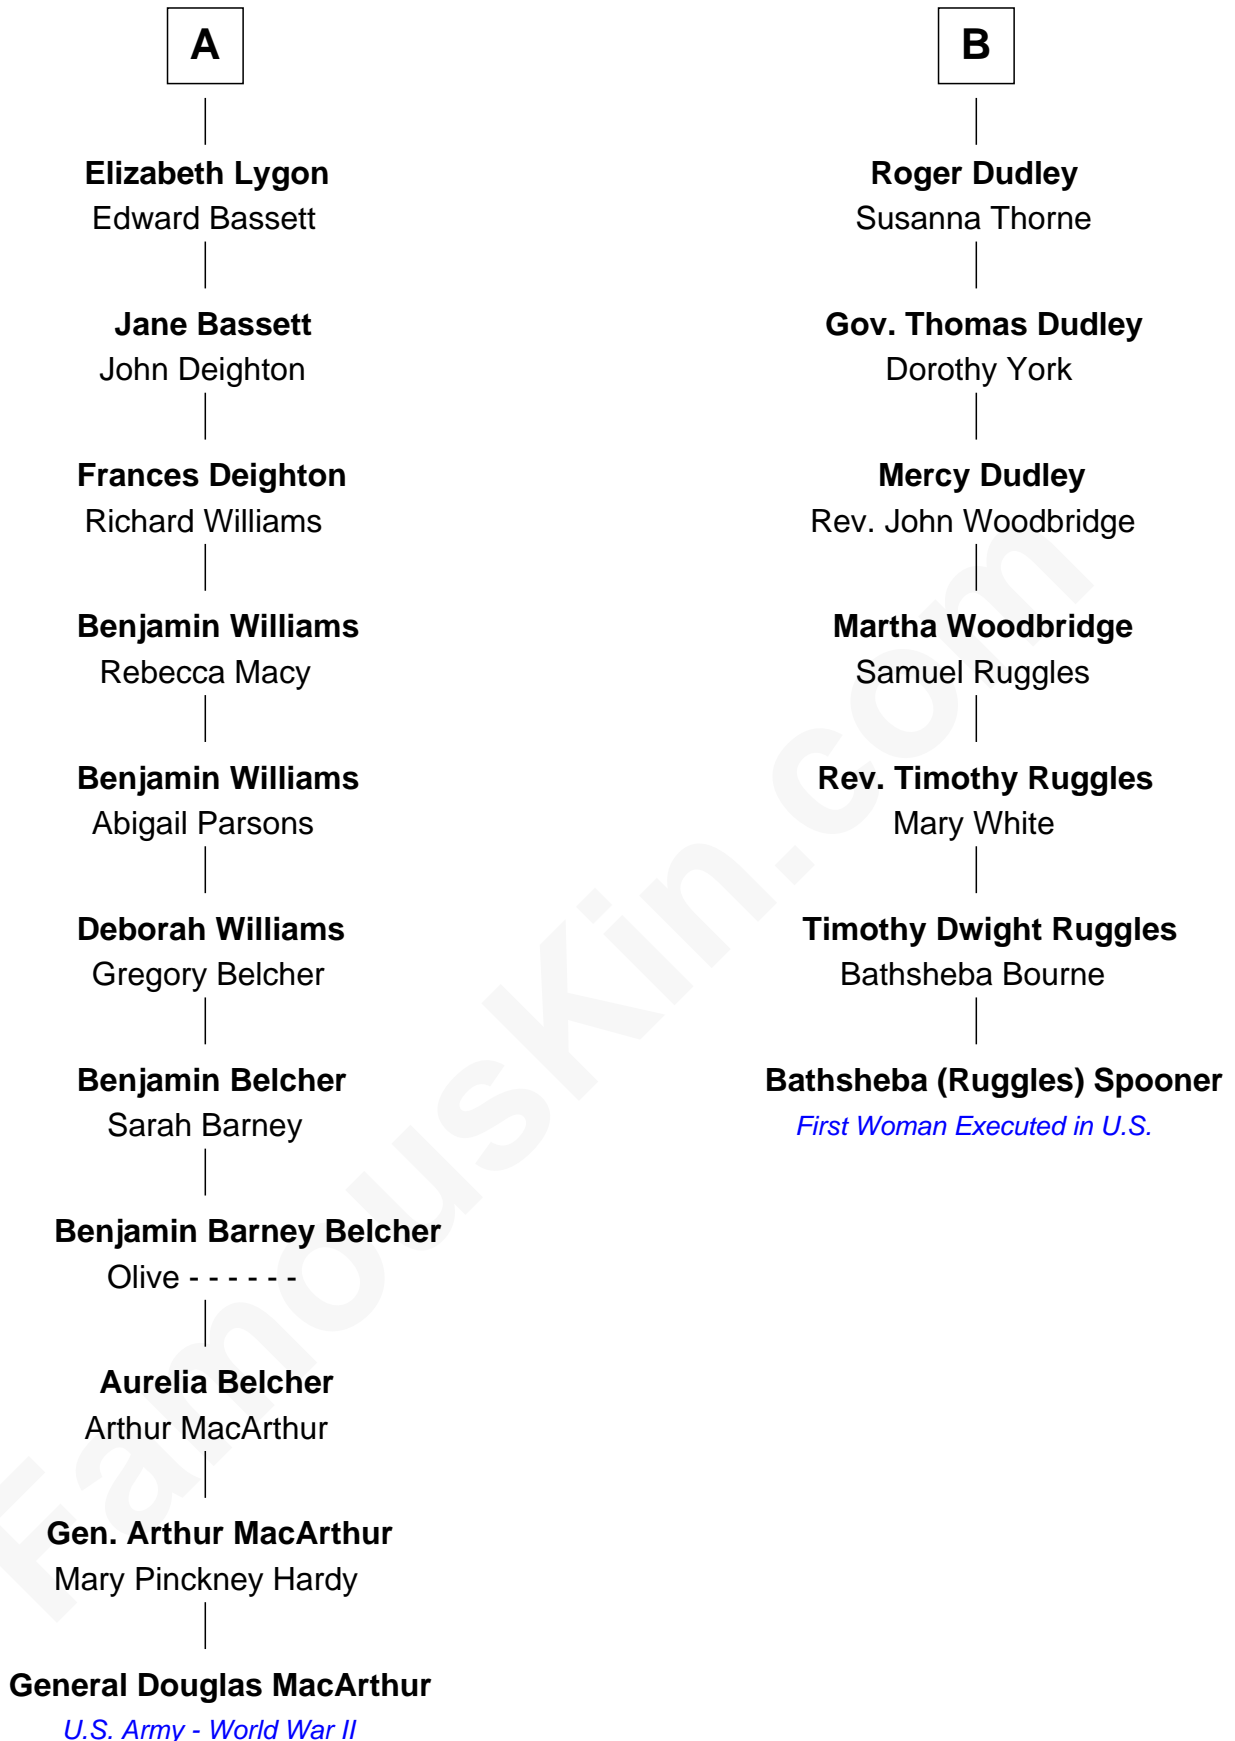 A
Elizabeth Lygon
Edward Bassett
Jane Bassett
John Deighton
Frances Deighton
Richard Williams
Benjamin Williams
Rebecca Macy
Benjamin Williams
Abigail Parsons
Deborah Williams
Gregory Belcher
Benjamin Belcher
Sarah Barney
Benjamin Barney Belcher
Olive - - - - - -
Aurelia Belcher
Arthur MacArthur
Gen. Arthur MacArthur
Mary Pinckney Hardy
General Douglas MacArthur
U.S. Army - World War II
B
Roger Dudley
Susanna Thorne
Gov. Thomas Dudley
Dorothy York
Mercy Dudley
Rev. John Woodbridge
Martha Woodbridge
Samuel Ruggles
Rev. Timothy Ruggles
Mary White
Timothy Dwight Ruggles
Bathsheba Bourne
Bathsheba (Ruggles) Spooner
First Woman Executed in U.S.
FamousKin.com